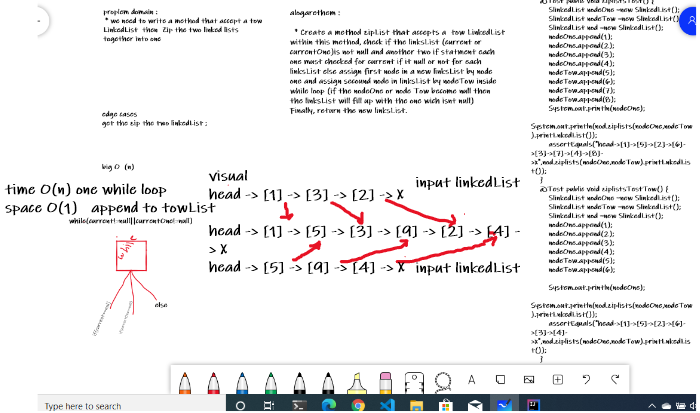 problem domain :
* we need to write a method that accept a tow
LinkedList then Zip the two linked lists
together into one
edge cases
get the zip the two linkedList ;
big O (n)
time O(n) one while loop
space O(1) append to towList
while(current!=null||currentOne!=null)
while
else
alogarethem :
* Create a method zipList that accepts a tow LinkedList
within this method, check if the linksList (current or
currentOne)is not null and another two if statment each
one must checked for current if it null or not for each
linksList else assign first node in a new linksList by node
one and assign secound node in linksList by nodeTow inside
while loop (if the nodeOne or node Tow become null then
the linksList will fill up with the one wich isnt null)
Finally, return the new linksList.
visual
head -> [1] -> [3] -> [2] -> X
input linkedList
head -> [1] -> [5] -> [3] -> [9] -> [2] -> [4] -
> X
head -> [5] -> [9] -> [4] -> X input linkedList
@Test public void ziplistsTest() {
SlinkedList nodeOne =new SlinkedList();
SlinkedList nodeTow =new SlinkedList();
SlinkedList nod =new SlinkedList();
nodeOne.append(1);
nodeOne.append(2);
nodeOne.append(3);
nodeOne.append(4);
nodeTow.append(5);
nodeTow.append(6);
nodeTow.append(7);
nodeTow.append(8);
System.out.println(nodeOne);
System.out.println(nod.ziplists(nodeOne,nodeTow
).printLinkedList());
assertEquals("head->[1]->[5]->[2]->[6]-
>[3]->[7]->[4]->[8]-
>X",nod.ziplists(nodeOne,nodeTow).printLinkedLis
t());
}
@Test public void ziplistsTestTow() {
SlinkedList nodeOne =new SlinkedList();
SlinkedList nodeTow =new SlinkedList();
SlinkedList nod =new SlinkedList();
nodeOne.append(1);
nodeOne.append(2);
nodeOne.append(3);
nodeOne.append(4);
nodeTow.append(5);
nodeTow.append(6);
System.out.println(nodeOne);
System.out.println(nod.ziplists(nodeOne,nodeTow
).printLinkedList());
assertEquals("head->[1]->[5]->[2]->[6]-
>[3]->[4]-
>X",nod.ziplists(nodeOne,nodeTow).printLinkedLis
t());
}
Type here to search